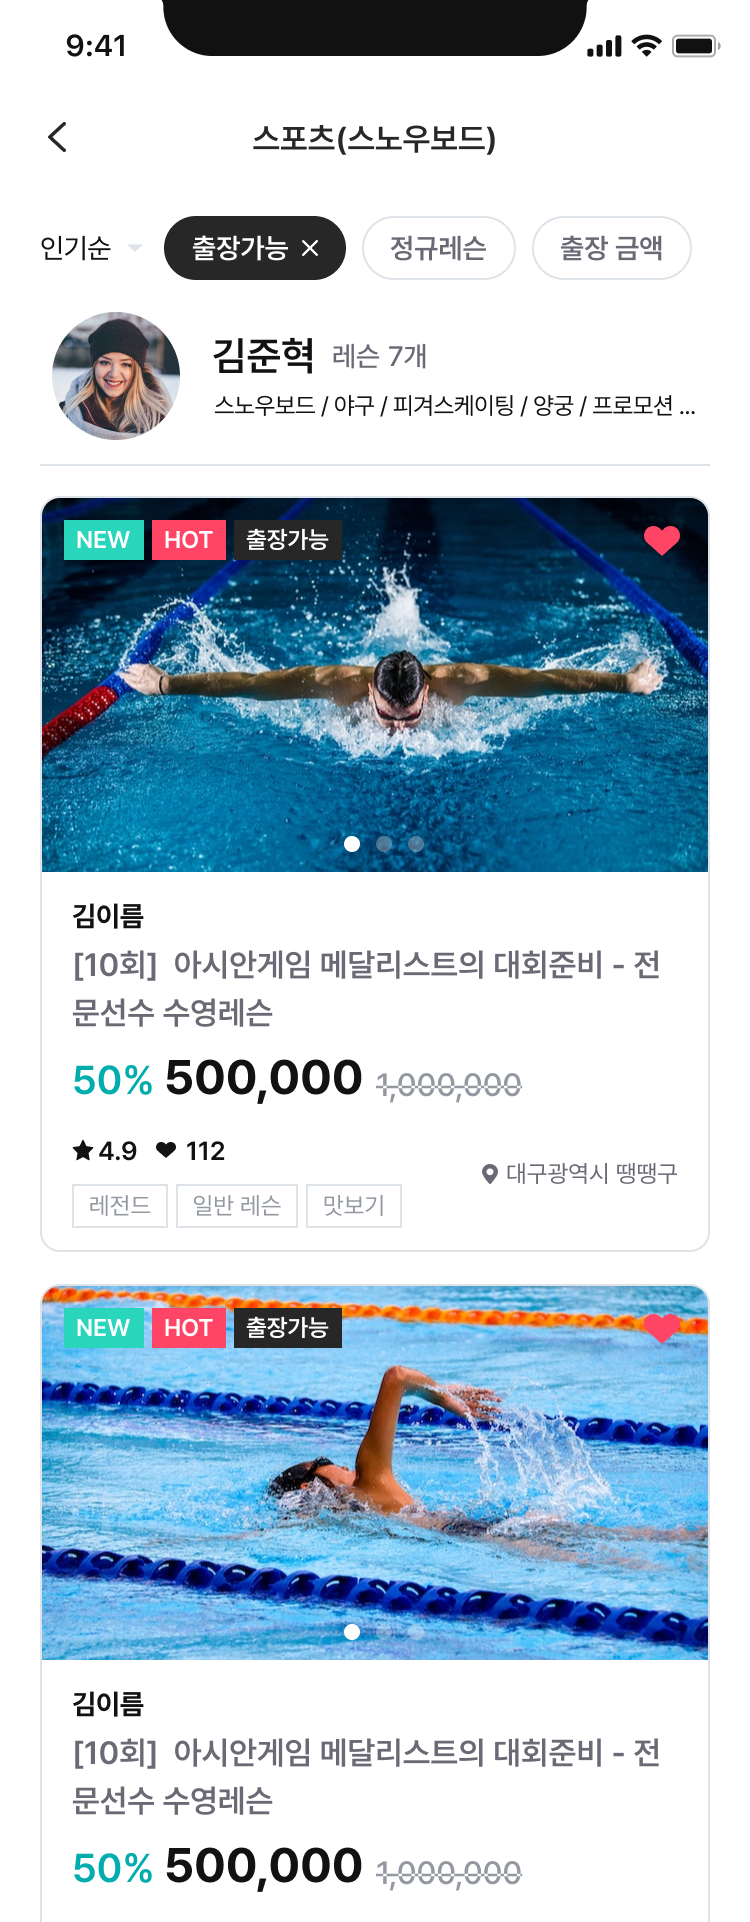 9:41
스포츠(스노우보드)
인기순 출장가능 정규레슨 출장 금액
김준혁 레슨 7개
스노우보드 / 야구 / 피겨스케이팅 / 양궁 / 프로모션 ...
NEW HOT 출장가능
김이름
[10회] 아시안게임 메달리스트의 대회준비 - 전
문선수 수영레슨
50% 500,000 1,000,000
4.9 112
대구광역시 땡땡구
레전드 일반 레슨 맛보기
NEW HOT 출장가능
김이름
[10회] 아시안게임 메달리스트의 대회준비 - 전
문선수 수영레슨
50% 500,000 1,000,000